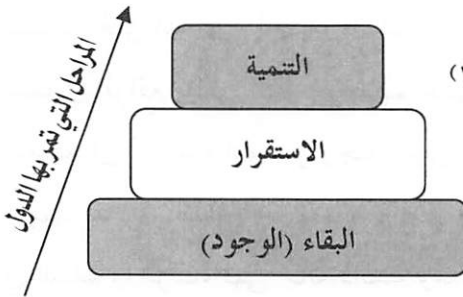 التنمية
الاستقرار
البقاء (الوجود)
المراحل التي تمر بها الدول